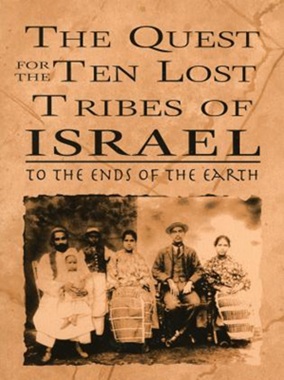 THE QUEST
FOR THE TEN LOST
TRIBES OF
ISRAEL
TO THE ENDS OF THE EARTH